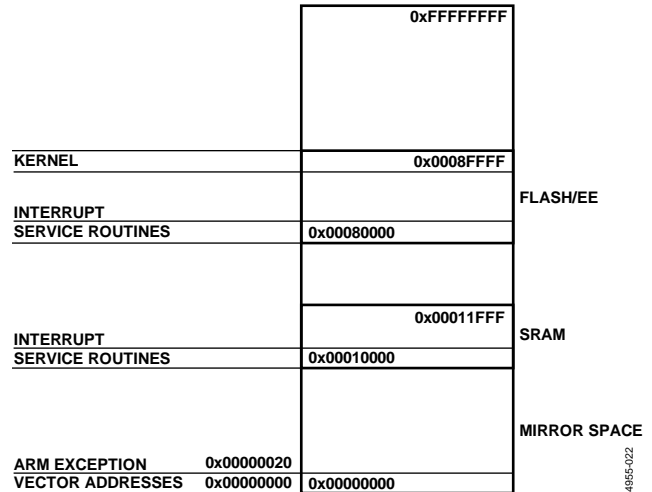 0xFFFFFFFF
KERNEL 0x0008FFFF
FLASH/EE
INTERRUPT
SERVICE ROUTINES 0x00080000
0x00011FFF
SRAM
INTERRUPT
SERVICE ROUTINES 0x00010000
MIRROR SPACE
ARM EXCEPTION 0x00000020
VECTOR ADDRESSES 0x00000000 0x00000000
4955-022